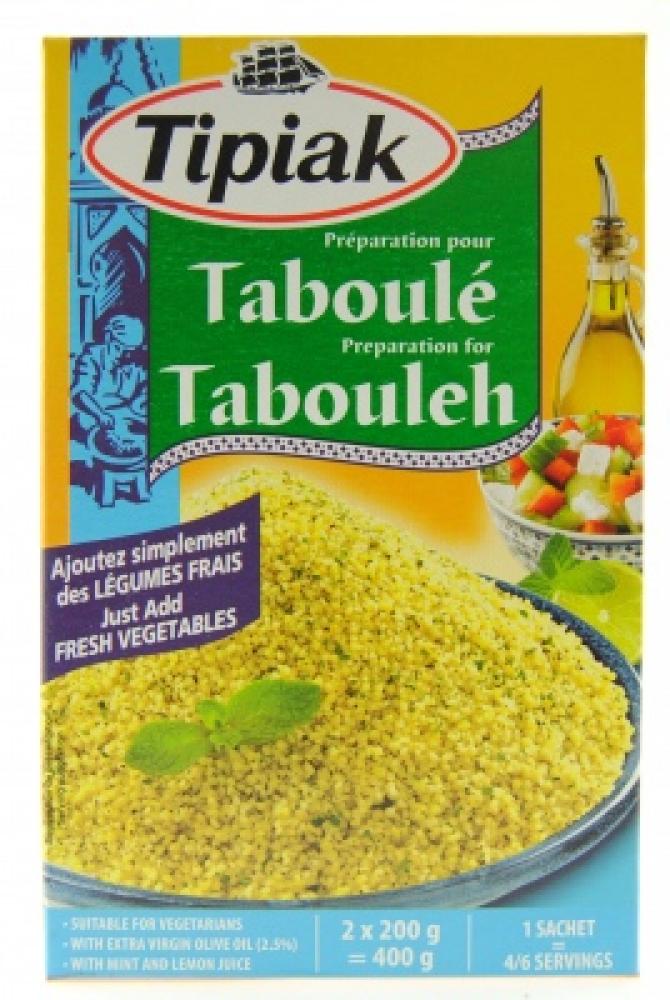 Tipiak
Préparation pour
Taboulé
Preparation for
Tabouleh
Ajoutez simplement
des LÉGUMES FRAIS
Just Add
FRESH VEGETABLES
• SUITABLE FOR VEGETARIANS
• WITH EXTRA VIRGIN OLIVE OIL (2.5%)
• WITH MINT AND LEMON JUICE
2 x 200 g
= 400 g
1 SACHET
=
4/6 SERVINGS